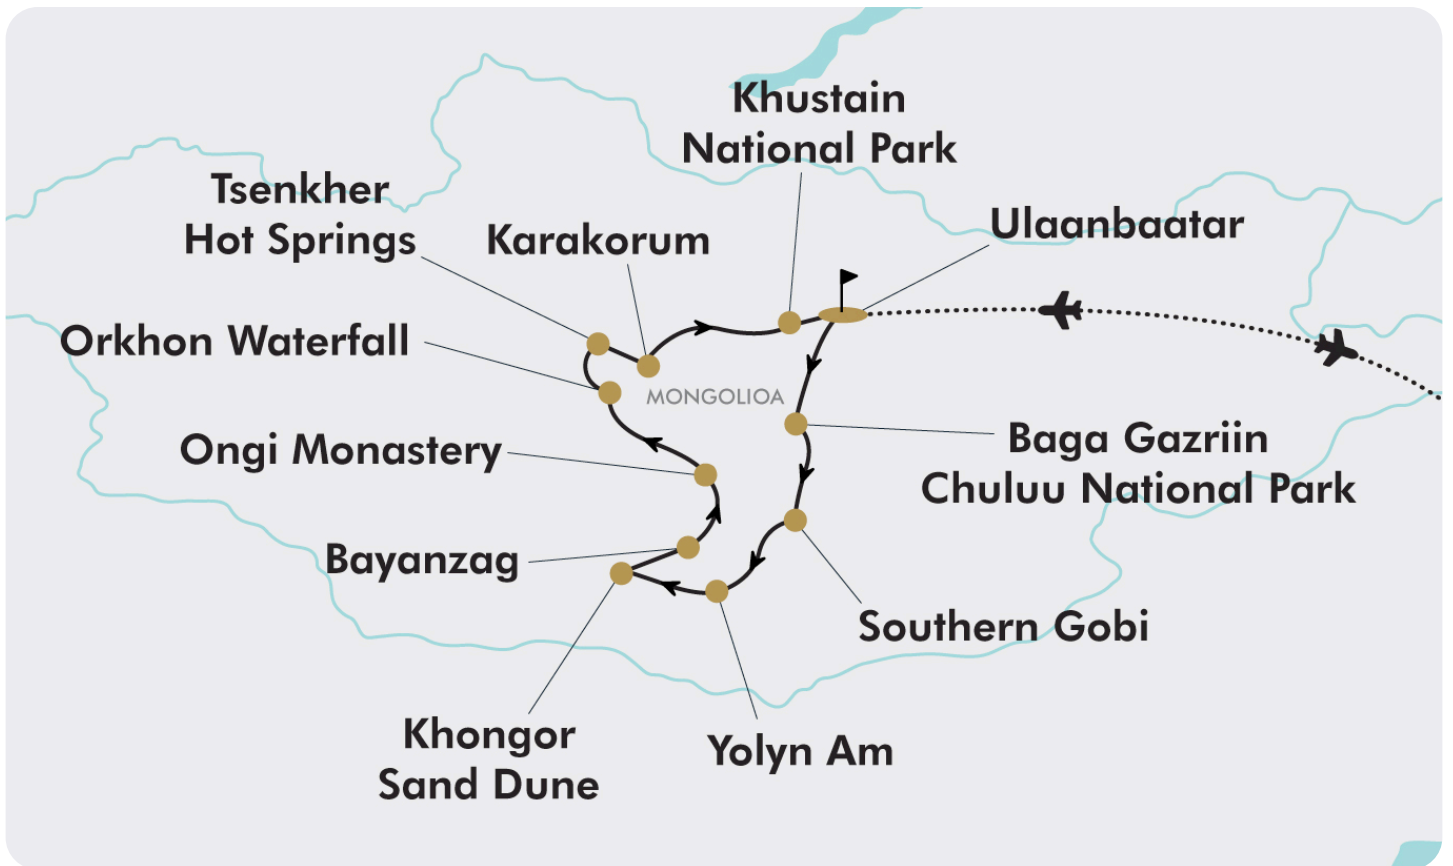 Khustain
National Park
Tsenkher
Hot Springs
Karakorum
Ulaanbaatar
Orkhon Waterfall
MONGOLIOA
Ongi Monastery
Baga Gazriin
Chuluu National Park
Bayanzag
Southern Gobi
Khongor
Sand Dune
Yolyn Am